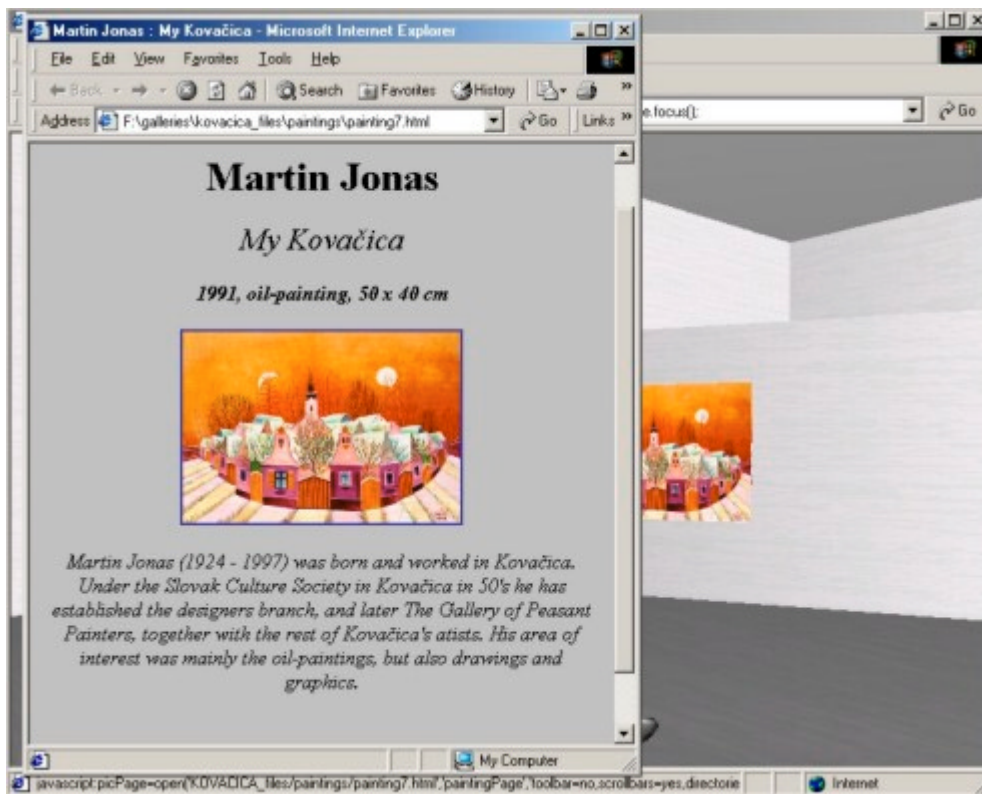 Martin Jonas : My Kovačica - Microsoft Internet Explorer
File Edit View Favorites Tools Help
Back Search Favorites History »
Address F:\galleries\kovacica_files\paintings\painting7.html Go Links »
e.focus(); Go
Martin Jonas
My Kovačica
1991, oil-painting, 50 x 40 cm
Martin Jonas (1924 - 1997) was born and worked in Kovačica.
Under the Slovak Culture Society in Kovačica in 50's he has
established the designers branch, and later The Gallery of Peasant
Painters, together with the rest of Kovačica's atists. His area of
interest was mainly the oil-paintings, but also drawings and
graphics.
My Computer
javascript:picPage=open('KOVACICA_files/paintings/painting7.html','paintingPage','toolbar=no,scrollbars=yes,directorie Internet